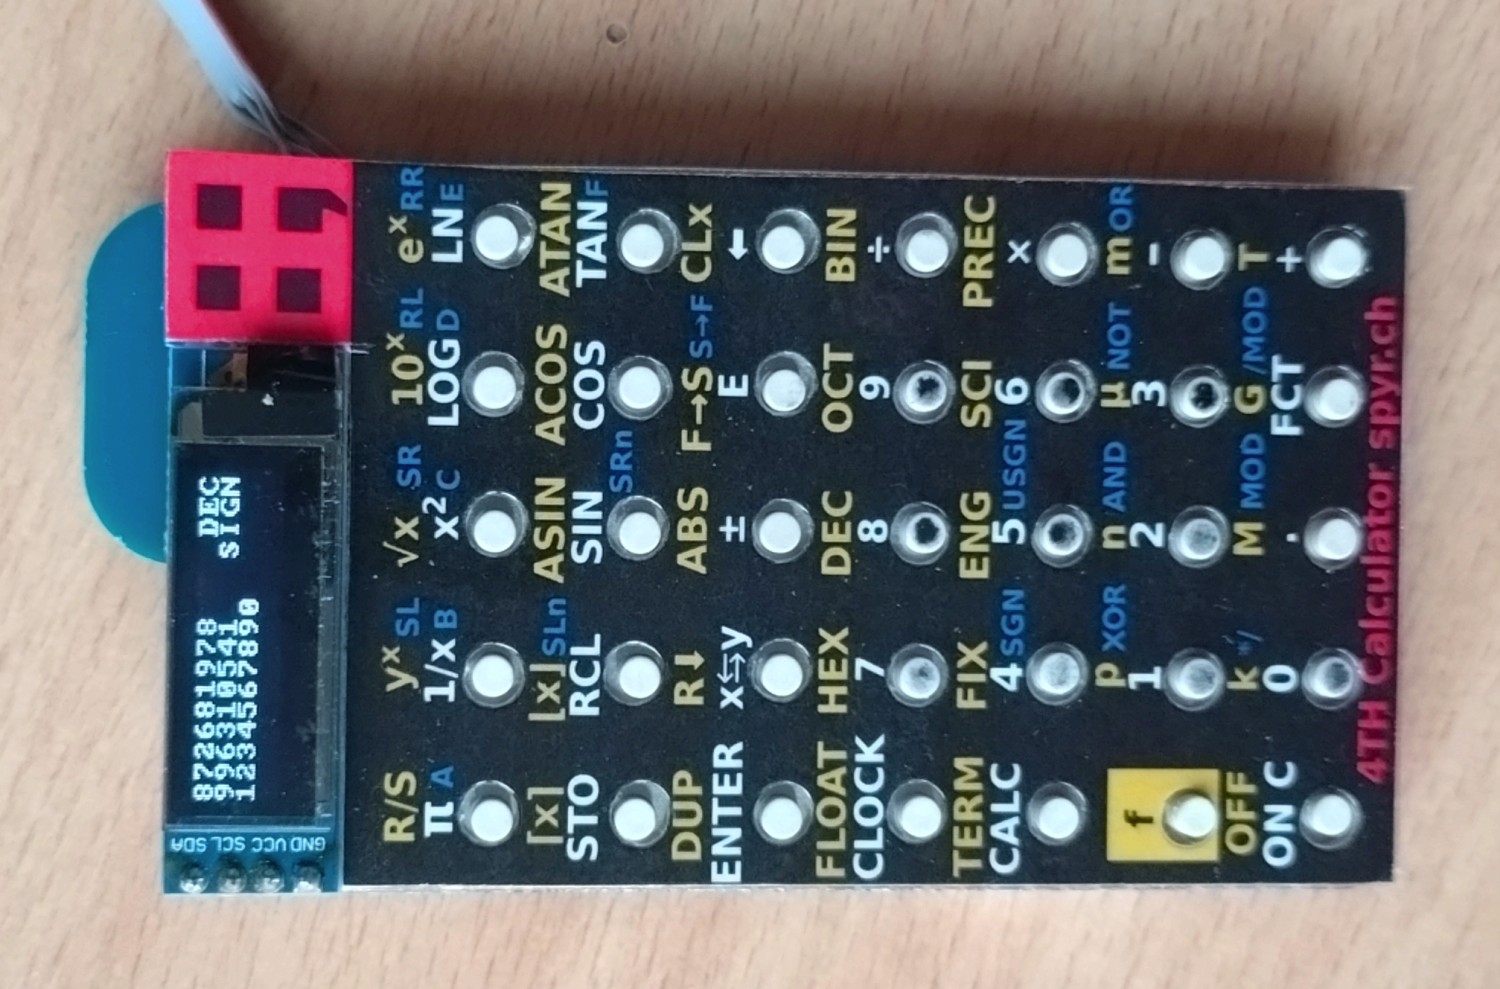 SDA
SCL
VCC
GND
872681978 DEC
996310541 SIGN
1234567890
R/S yˣ SL √x SR 10ˣ RL eˣ RR
π A 1/x B x² C LOG D LN E
⌈x⌉ ⌊x⌋ SLn ASIN ACOS ATAN
STO RCL SIN SRn COS TAN F
DUP R⬇ ABS F→S S→F CLx
ENTER x⇆y ± E ⬅
FLOAT HEX DEC OCT BIN
CLOCK 7 8 9 ÷
TERM FIX ENG SCI PREC
CALC 4 SGN 5 USGN 6 ×
p XOR n AND µ NOT m OR
f 1 2 3 -
OFF k */ M MOD G /MOD T
ON C 0 . FCT +
4TH Calculator spyr.ch